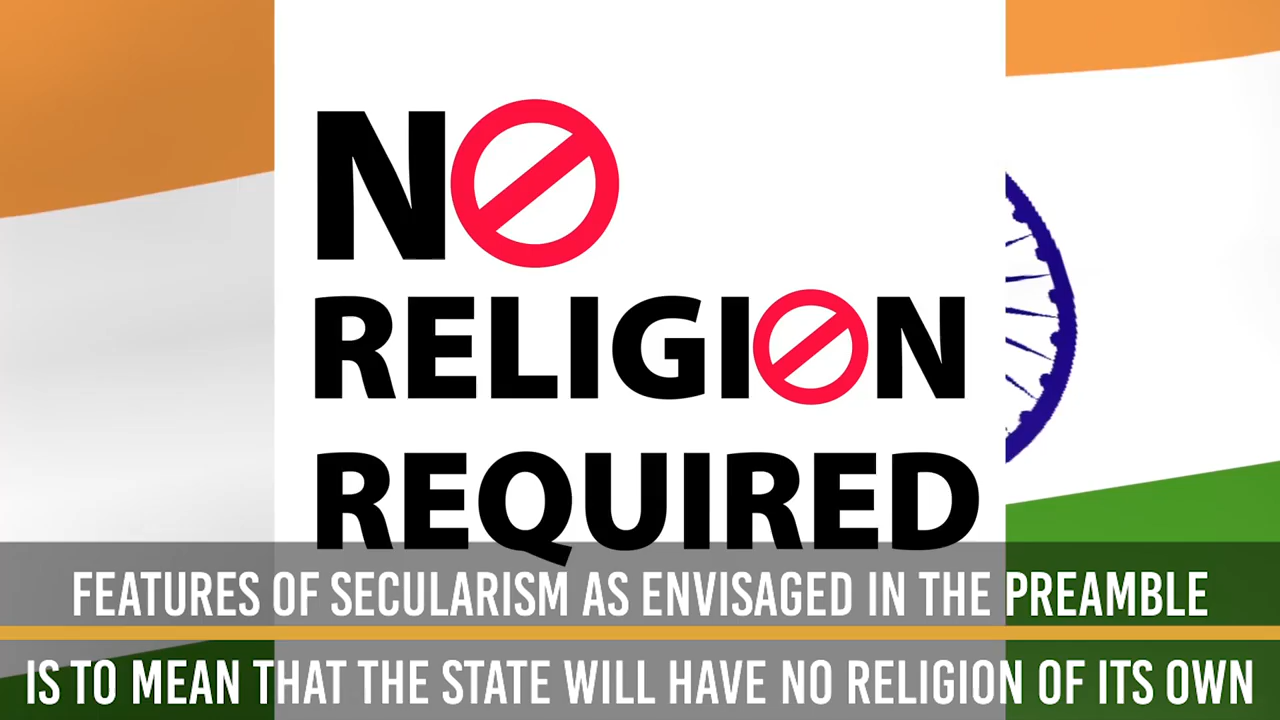 NO
RELIGION
REQUIRED
FEATURES OF SECULARISM AS ENVISAGED IN THE PREAMBLE
IS TO MEAN THAT THE STATE WILL HAVE NO RELIGION OF ITS OWN